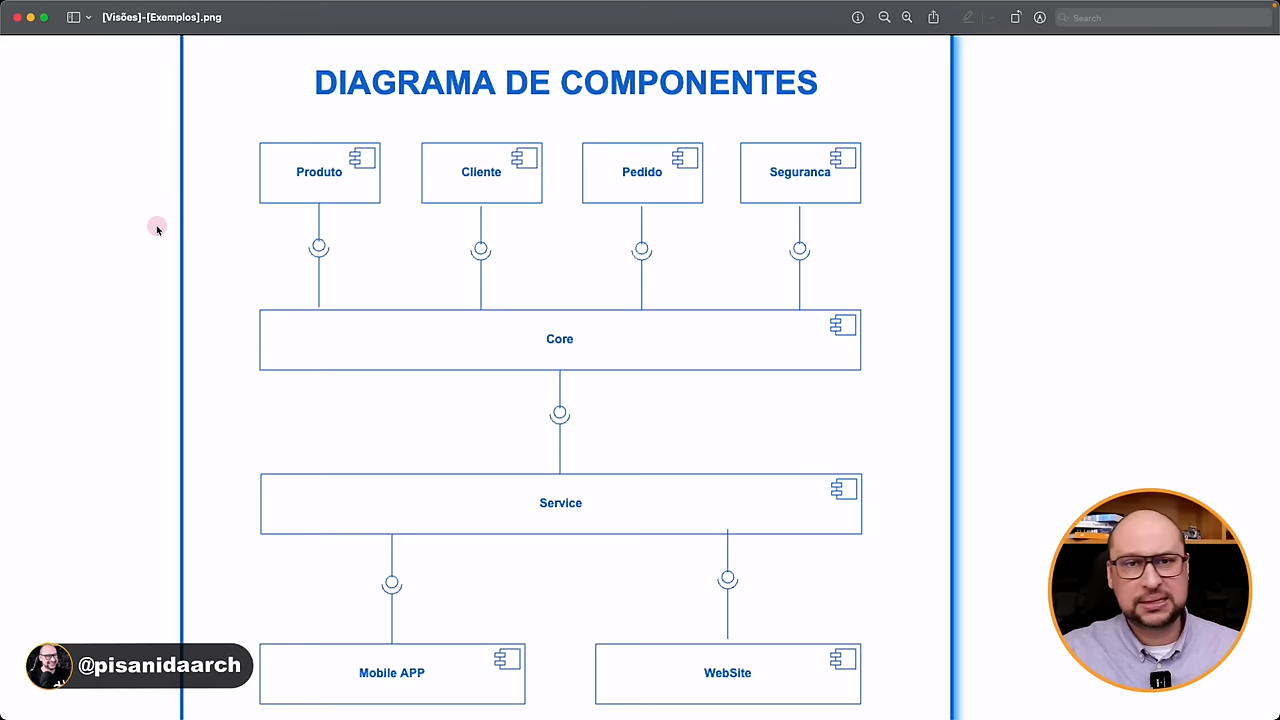 [Visões]-[Exemplos].png
Search
DIAGRAMA DE COMPONENTES
Produto
Cliente
Pedido
Seguranca
Core
Service
Mobile APP
WebSite
@pisanidaarch